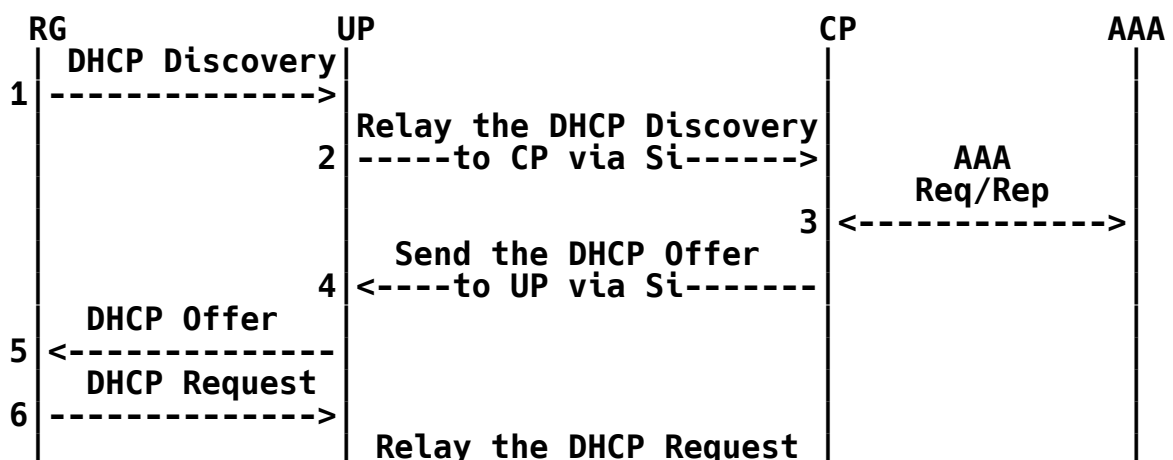 RG UP CP AAA
DHCP Discovery
1 -------------->
Relay the DHCP Discovery
2 -----to CP via Si------> AAA
Req/Rep
3 <------------->
Send the DHCP Offer
4 <----to UP via Si-------
DHCP Offer
5 <--------------
DHCP Request
6 -------------->
Relay the DHCP Request